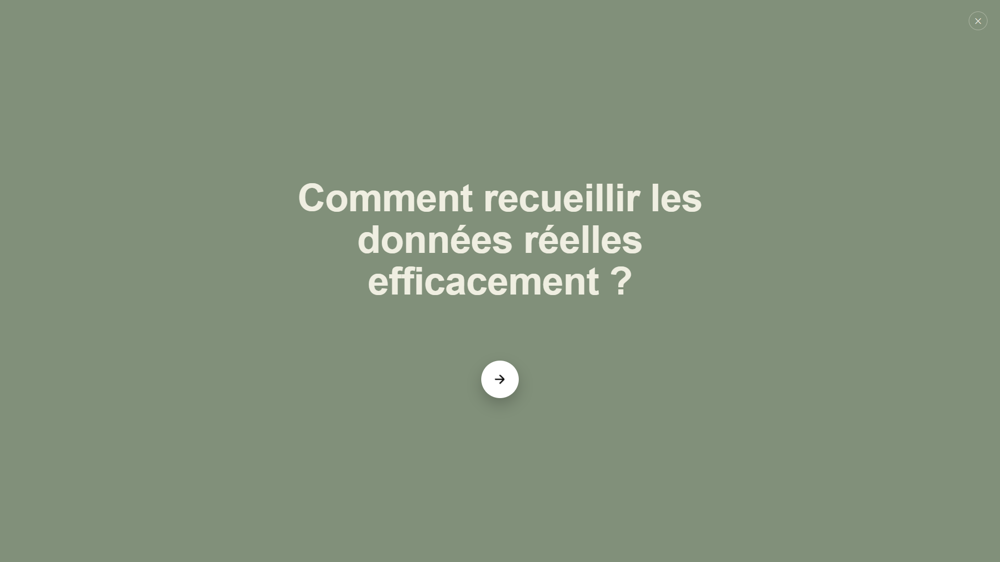 Comment recueillir les
données réelles
efficacement ?